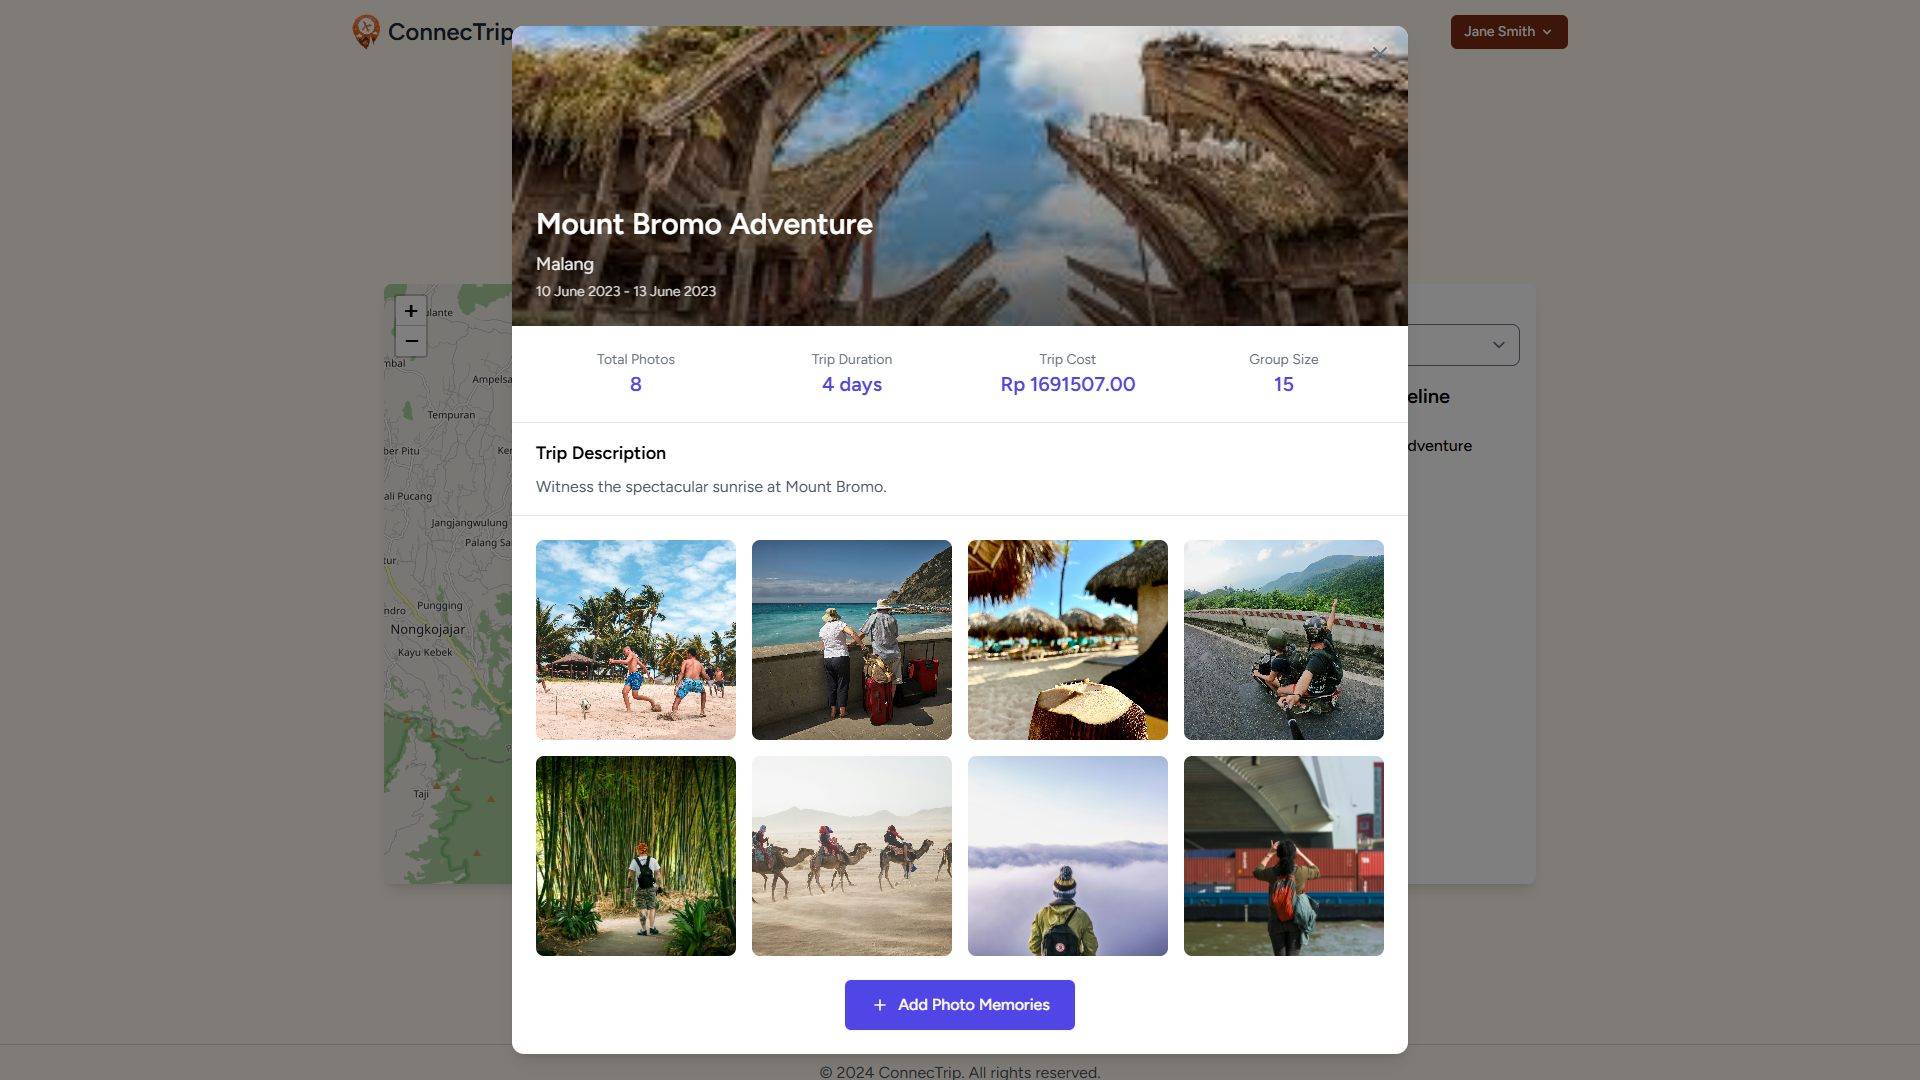 ConnecTrip
Jane Smith
Mount Bromo Adventure
Malang
10 June 2023 - 13 June 2023
Total Photos
8
Trip Duration
4 days
Trip Cost
Rp 1691507.00
Group Size
15
Trip Description
Witness the spectacular sunrise at Mount Bromo.
+
−
ulante
mbal
Ampelsa
Tempuran
ber Pitu
Ker
ali Pucang
Jangjangwulung
Palang Sa
tur
ndro
Pungging
Nongkojajar
Kayu Kebek
Taji
eline
dventure
+ Add Photo Memories
© 2024 ConnecTrip. All rights reserved.